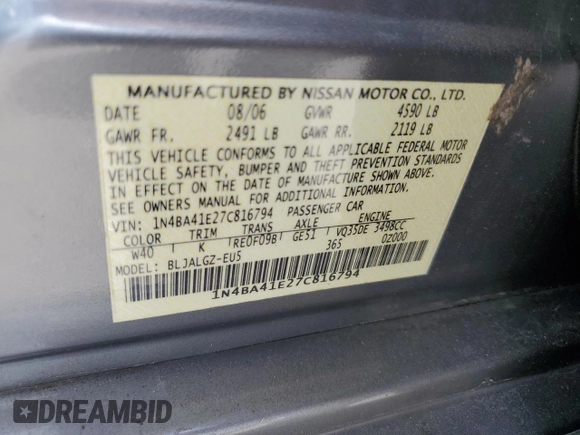 MANUFACTURED BY NISSAN MOTOR CO., LTD.
DATE 08/06 GVWR 4590 LB
GAWR FR. 2491 LB GAWR RR. 2119 LB
THIS VEHICLE CONFORMS TO ALL APPLICABLE FEDERAL MOTOR
VEHICLE SAFETY, BUMPER AND THEFT PREVENTION STANDARDS
IN EFFECT ON THE DATE OF MANUFACTURE SHOWN ABOVE.
SEE OWNERS MANUAL FOR ADDITIONAL INFORMATION.
VIN: 1N4BA41E27C816794 PASSENGER CAR
COLOR TRIM TRANS AXLE ENGINE
W40 K RE0F09B GE51 VQ35DE 3498CC
MODEL: BLJALGZ-EU5 365 0Z000
1N4BA41E27C816794
DREAMBID